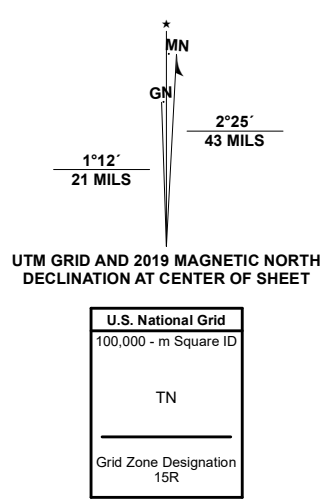 ★
MN
GN
2°25´
43 MILS
1°12´
21 MILS
UTM GRID AND 2019 MAGNETIC NORTH
DECLINATION AT CENTER OF SHEET
U.S. National Grid
100,000 - m Square ID
TN
Grid Zone Designation
15R